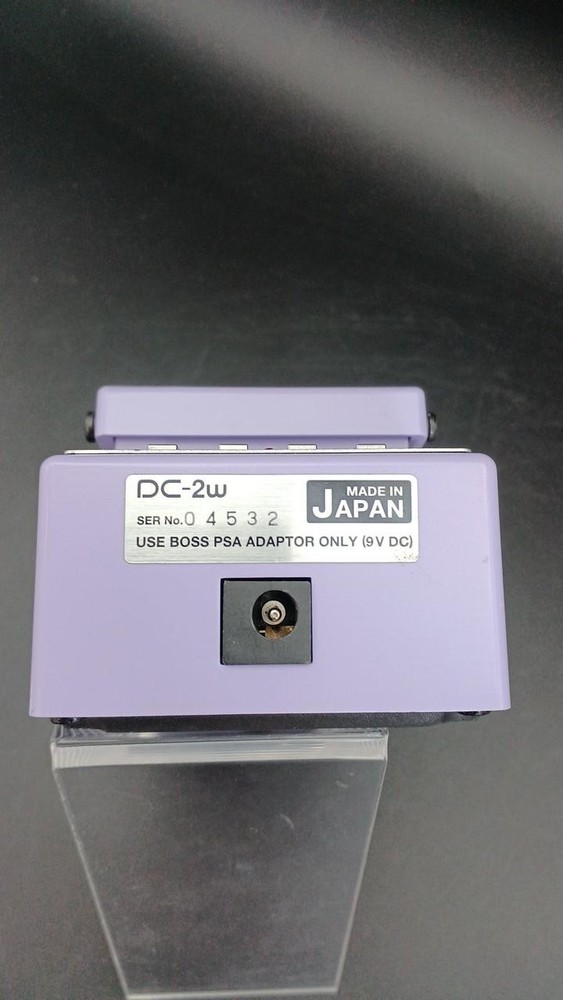 DC-2w
MADE IN
JAPAN
SER No. 04532
USE BOSS PSA ADAPTOR ONLY (9V DC)